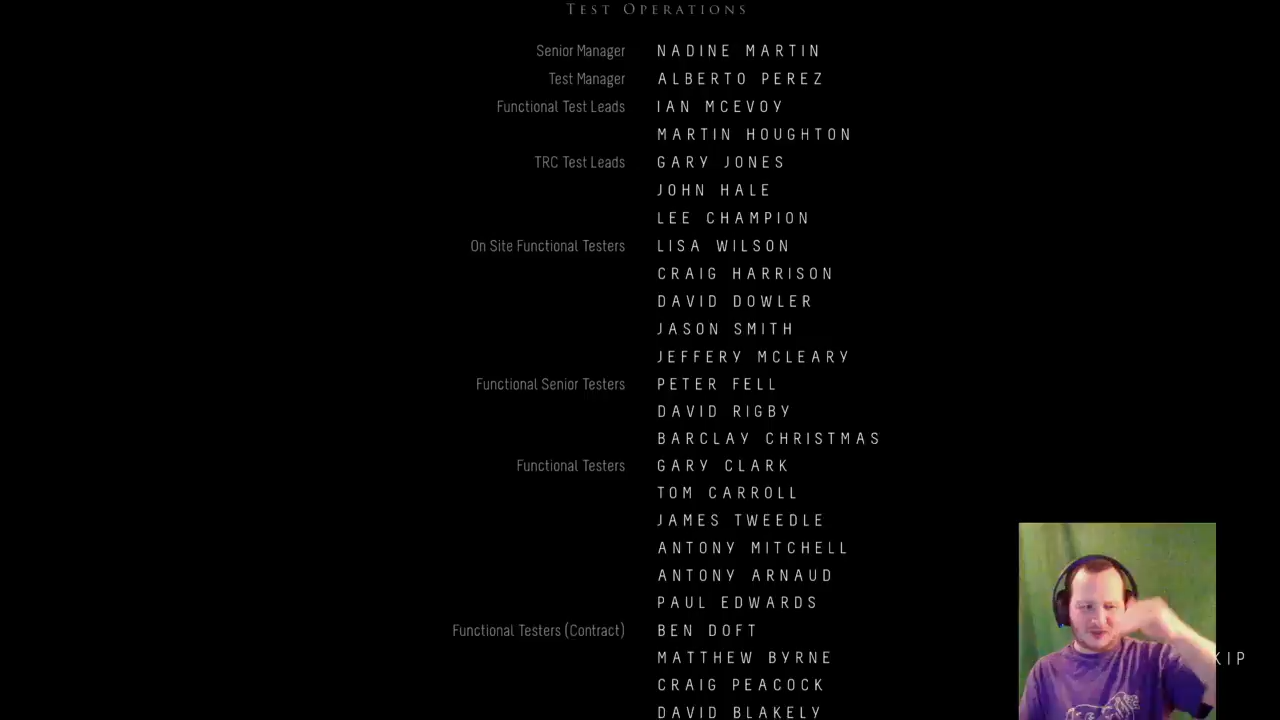 TEST OPERATIONS
Senior Manager NADINE MARTIN
Test Manager ALBERTO PEREZ
Functional Test Leads IAN MCEVOY
MARTIN HOUGHTON
TRC Test Leads GARY JONES
JOHN HALE
LEE CHAMPION
On Site Functional Testers LISA WILSON
CRAIG HARRISON
DAVID DOWLER
JASON SMITH
JEFFERY MCLEARY
Functional Senior Testers PETER FELL
DAVID RIGBY
BARCLAY CHRISTMAS
Functional Testers GARY CLARK
TOM CARROLL
JAMES TWEEDLE
ANTONY MITCHELL
ANTONY ARNAUD
PAUL EDWARDS
Functional Testers (Contract) BEN DOFT
MATTHEW BYRNE
KIP
CRAIG PEACOCK
DAVID BLAKELY